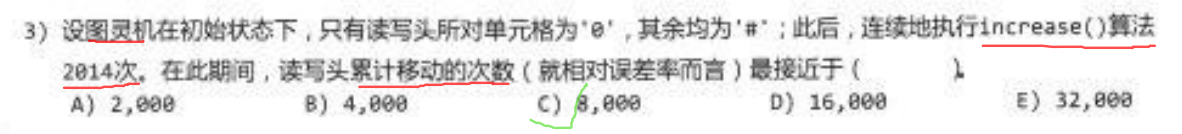 3) 设图灵机在初始状态下，只有读写头所对单元格为'0'，其余均为'#'；此后，连续地执行increase()算法
2014次。在此期间，读写头累计移动的次数（就相对误差率而言）最接近于（    ）。
A) 2,000 B) 4,000 C) 8,000 D) 16,000 E) 32,000